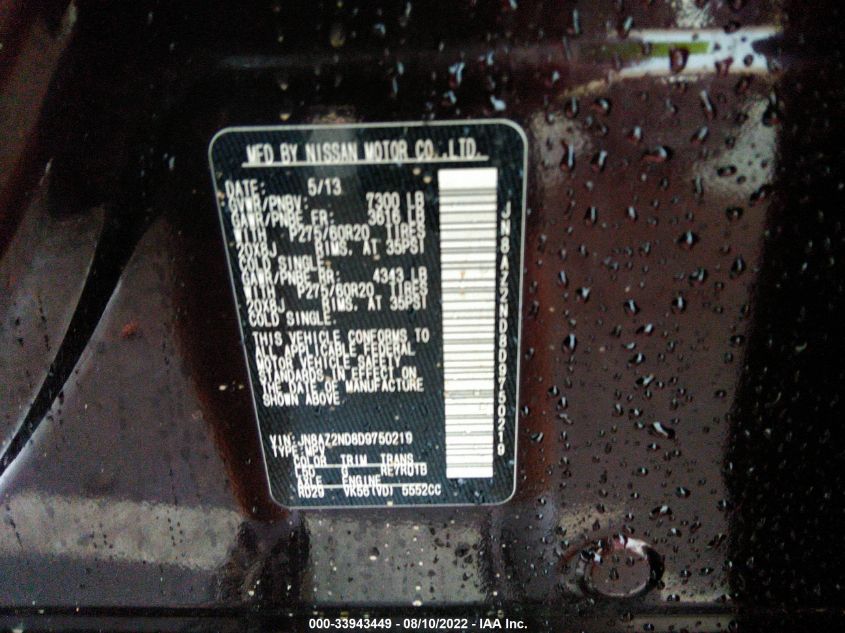 MFD BY NISSAN MOTOR CO.,LTD.
DATE: 5/13
GVWR/PNBV: 7300 LB
GAWR/PNBE FR: 3616 LB
WITH P275/60R20 TIRES
20X8J RIMS. AT 35PSI
COLD SINGLE.
GAWR/PNBE RR: 4343 LB
WITH P275/60R20 TIRES
20X8J RIMS. AT 35PSI
COLD SINGLE.
THIS VEHICLE CONFORMS TO
ALL APPLICABLE FEDERAL
MOTOR VEHICLE SAFETY
STANDARDS IN EFFECT ON
THE DATE OF MANUFACTURE
SHOWN ABOVE.
VIN: JN8AZ2ND8D9750219
TYPE: MPV
COLOR TRIM TRANS
G RE7R01B
AXLE ENGINE
RD29 VK56(VD) 5552CC
JN8AZ2ND8D9750219
000-33943449 - 08/10/2022 - IAA Inc.